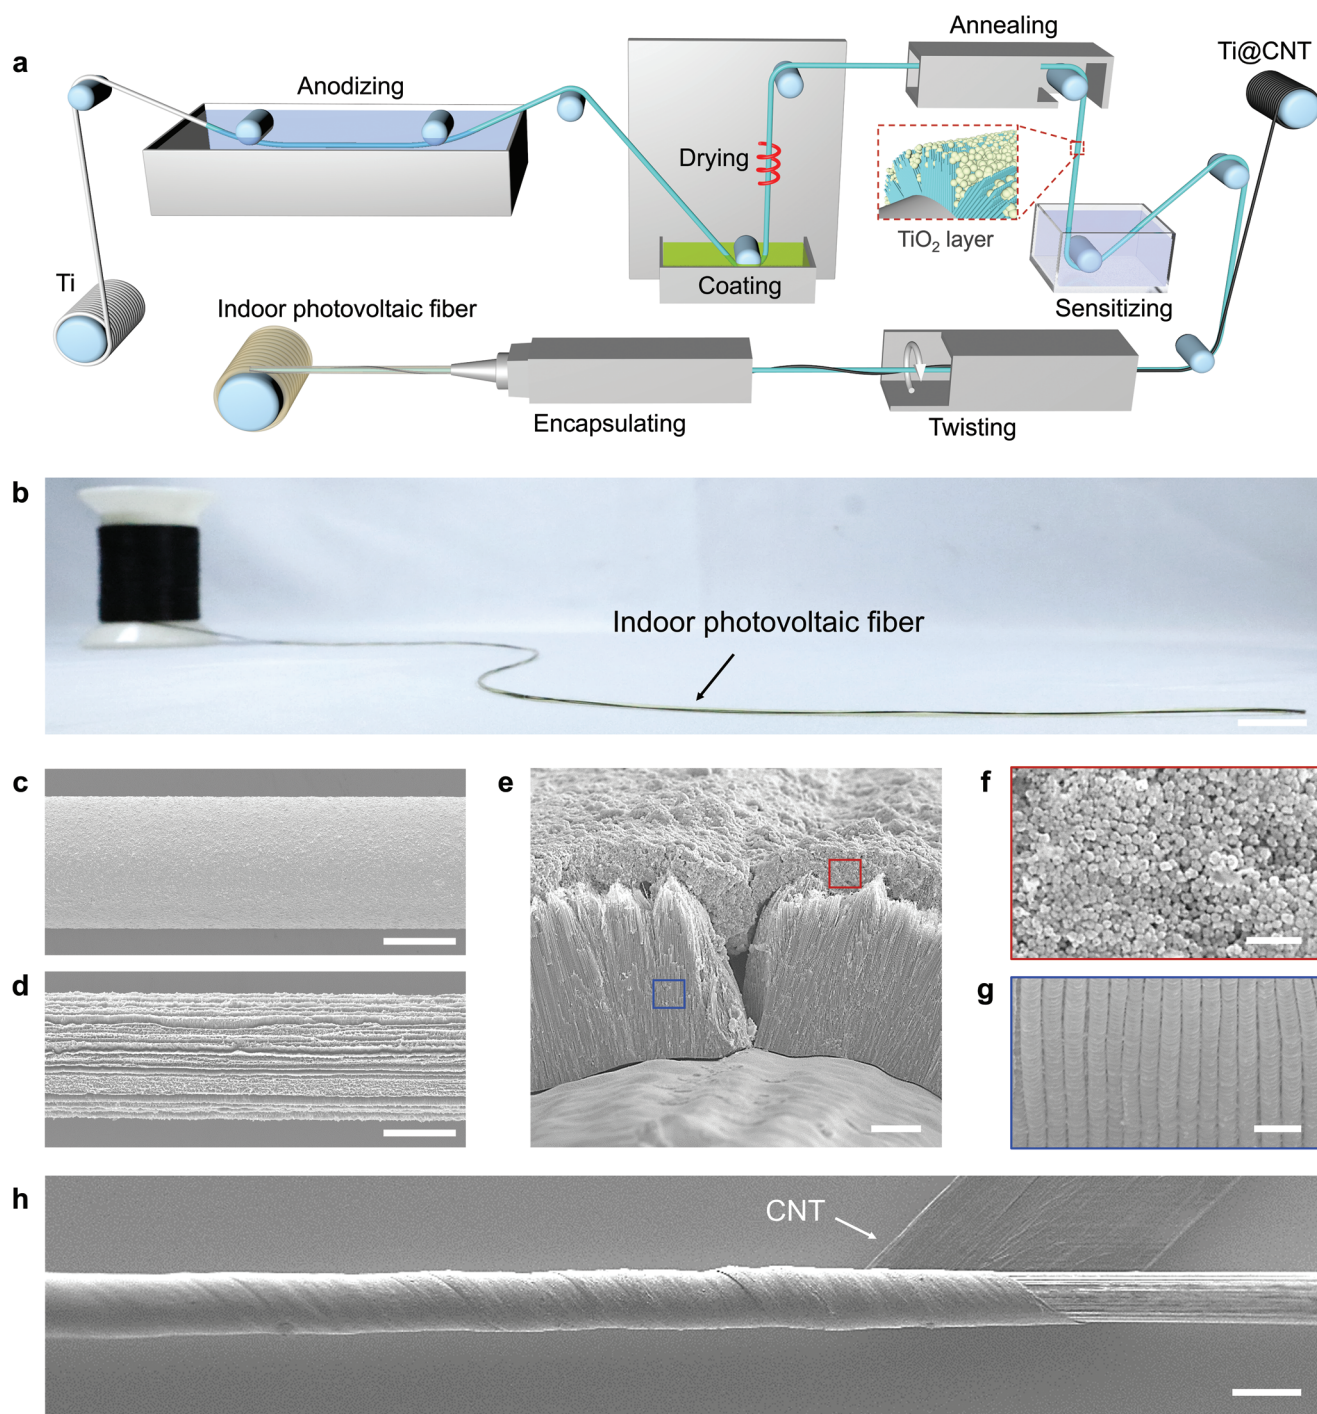 a
Annealing
Ti@CNT
Anodizing
Drying
TiO₂ layer
Ti
Coating
Sensitizing
Indoor photovoltaic fiber
Encapsulating
Twisting
b
Indoor photovoltaic fiber
c
e
f
d
g
h
CNT